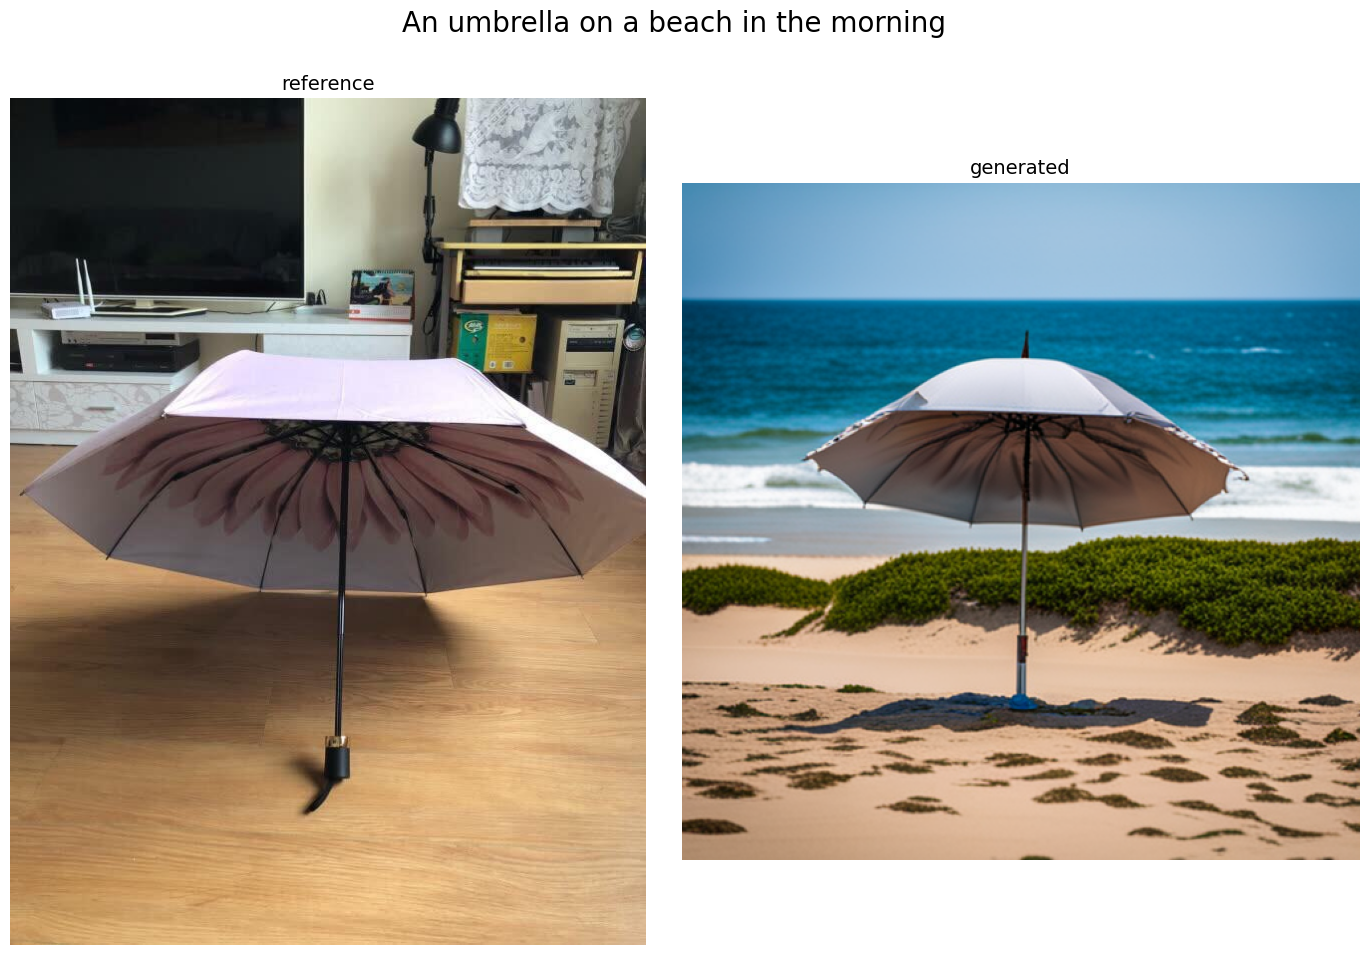 An umbrella on a beach in the morning
reference
generated